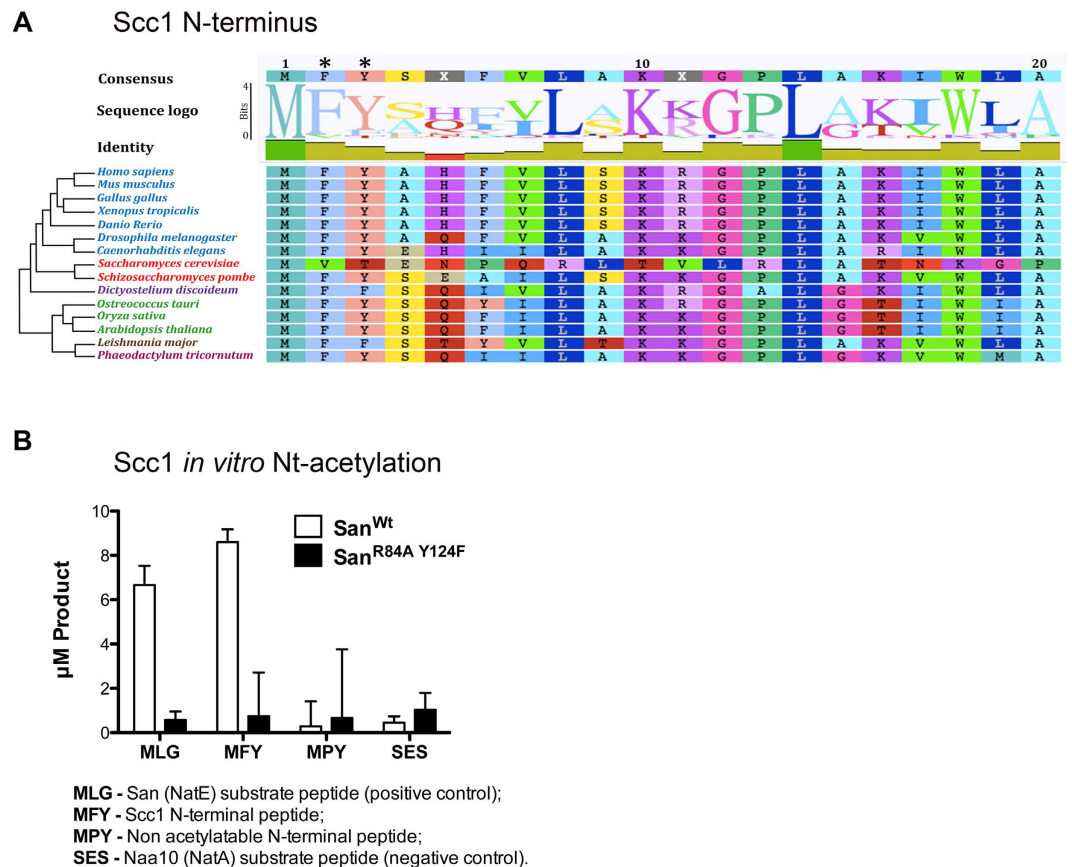 A
Scc1 N-terminus
1 * * 10 20
Consensus M F Y S X F V L A K X G P L A K I W L A
Sequence logo 4 Bits 0 M F Y S A H Q F I V I L A S K K R G P L A G K T I V W L I A
Identity
Homo sapiens M F Y A H F V L S K R G P L A K I W L A
Mus musculus M F Y A H F V L S K R G P L A K I W L A
Gallus gallus M F Y A H F V L S K R G P L A K I W L A
Xenopus tropicalis M F Y A H F V L S K R G P L A K I W L A
Danio Rerio M F Y A H F V L S K R G P L A K I W L A
Drosophila melanogaster M F Y A Q F V L A K K G P L A K V W L A
Caenorhabditis elegans M F Y E H I I L A K K G P L A R I W L A
Saccharomyces cerevisiae M V T E N P Q R L T V L R L A T N K G P
Schizosaccharomyces pombe M F Y S E A I L S K K G P L A K V W L A
Dictyostelium discoideum M F F S Q I V L A K R G A L G K I W L A
Ostreococcus tauri M F Y S Q Y I L A K R G P L G T I W I A
Oryza sativa M F Y S Q F I L A K K G P L G T I W I A
Arabidopsis thaliana M F Y S Q F I L A K K G P L G T I W I A
Leishmania major M F F S T Y V L T K K G P L A K V W L A
Phaeodactylum tricornutum M F Y S Q I I L A K K G P L G K V W M A
B
Scc1 in vitro Nt-acetylation
10
8
6
4
2
0
µM Product
San^Wt
San^R84A Y124F
MLG MFY MPY SES
MLG - San (NatE) substrate peptide (positive control);
MFY - Scc1 N-terminal peptide;
MPY - Non acetylatable N-terminal peptide;
SES - Naa10 (NatA) substrate peptide (negative control).